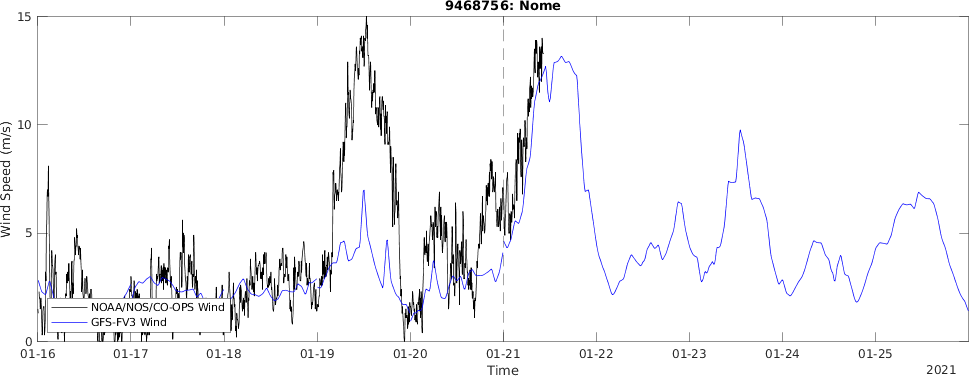 9468756: Nome
Wind Speed (m/s)
15
10
5
0
NOAA/NOS/CO-OPS Wind
GFS-FV3 Wind
01-16 01-17 01-18 01-19 01-20 01-21 01-22 01-23 01-24 01-25
Time
2021